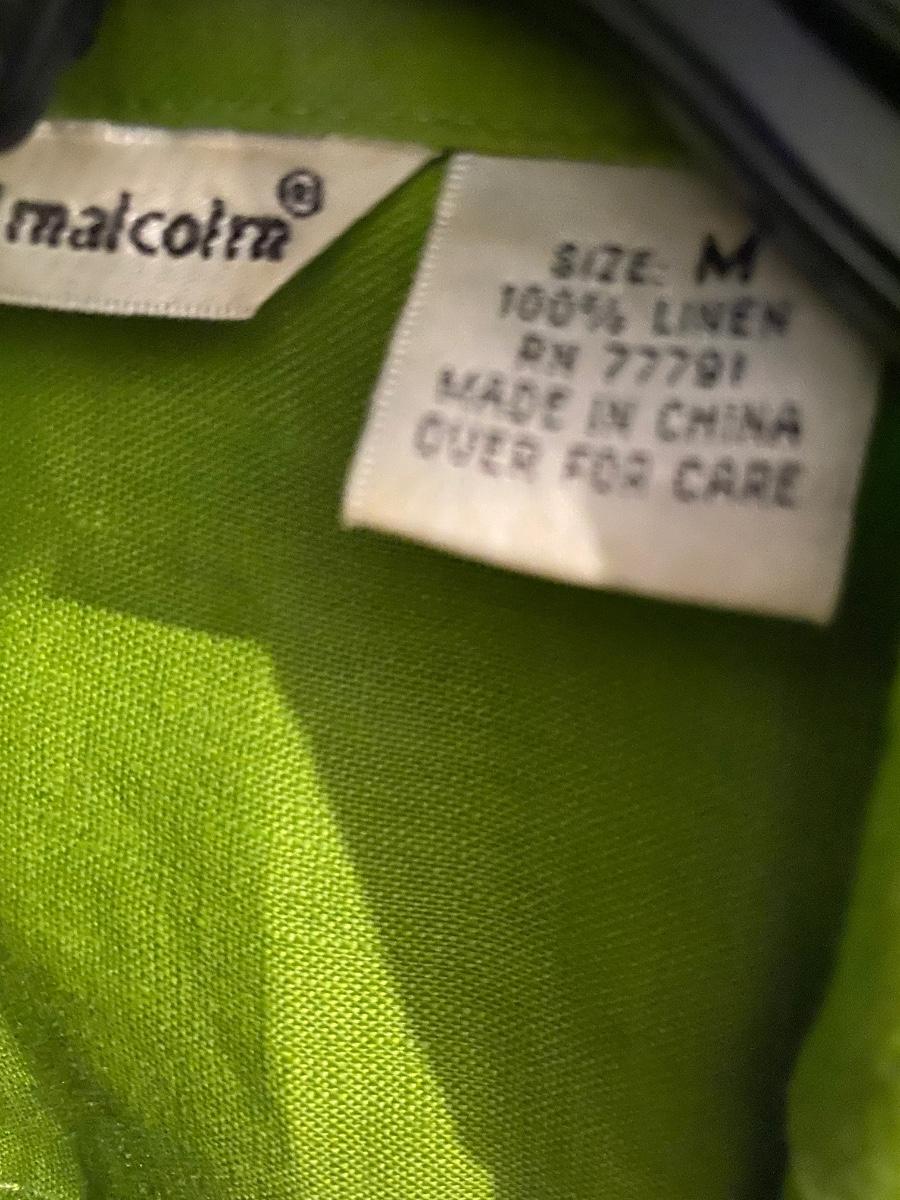 malcolm®
SIZE: M
100% LINEN
RN 77791
MADE IN CHINA
OVER FOR CARE